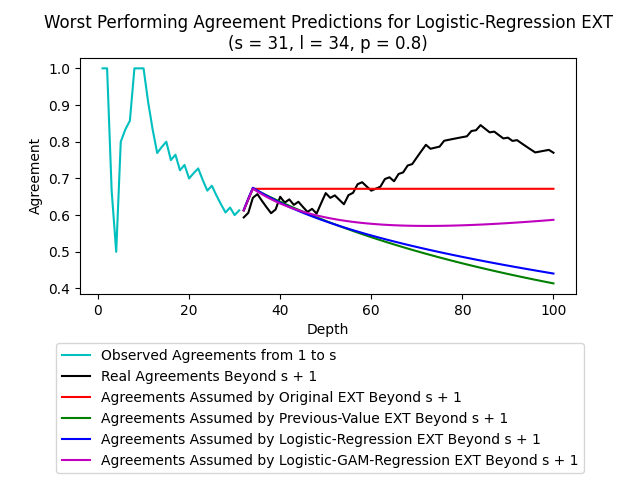 Worst Performing Agreement Predictions for Logistic-Regression EXT
(s = 31, l = 34, p = 0.8)
1.0
0.9
0.8
0.7
0.6
0.5
0.4
Agreement
0 20 40 60 80 100
Depth
Observed Agreements from 1 to s
Real Agreements Beyond s + 1
Agreements Assumed by Original EXT Beyond s + 1
Agreements Assumed by Previous-Value EXT Beyond s + 1
Agreements Assumed by Logistic-Regression EXT Beyond s + 1
Agreements Assumed by Logistic-GAM-Regression EXT Beyond s + 1